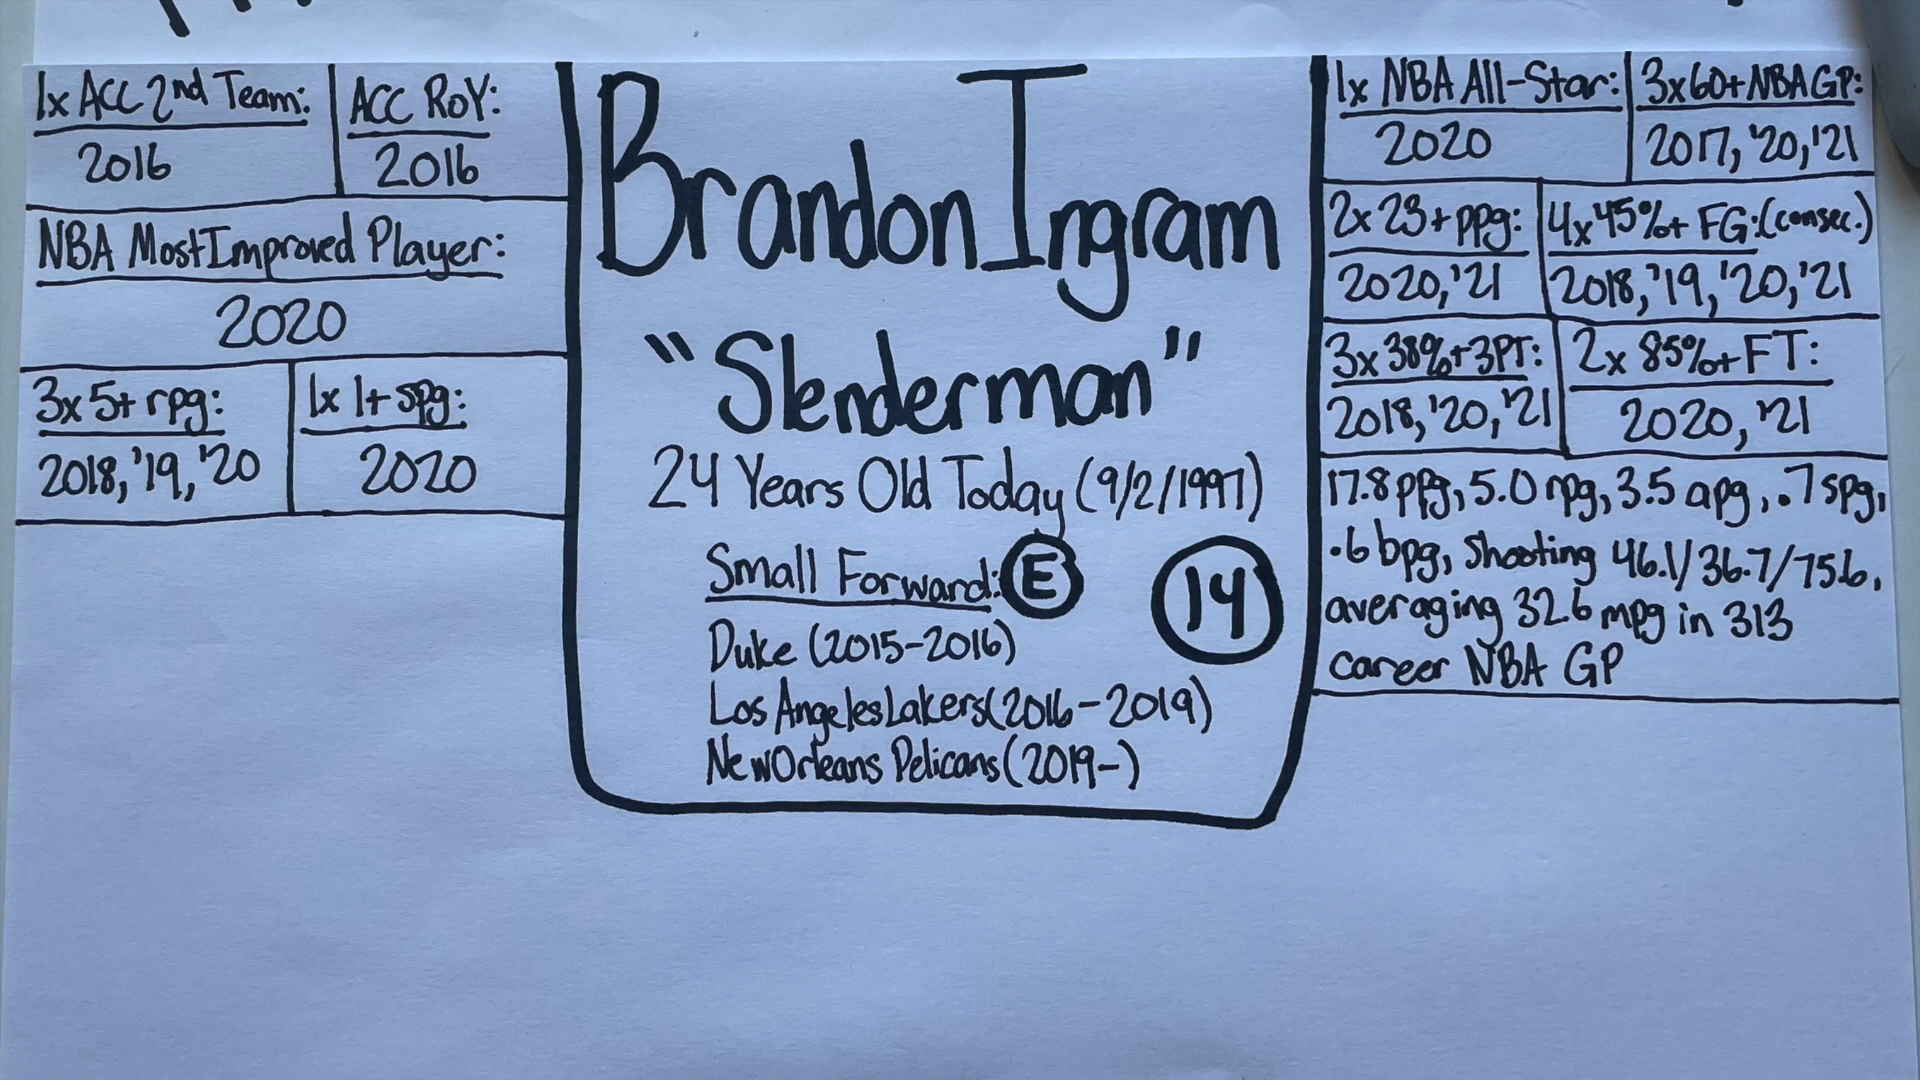 1x ACC 2nd Team:
2016
ACC RoY:
2016
NBA Most Improved Player:
2020
3x 5+ rpg:
2018, '19, '20
1x 1+ spg:
2020
Brandon Ingram
"Slenderman"
24 Years Old Today (9/2/1997)
Small Forward: E
14
Duke (2015-2016)
Los Angeles Lakers (2016-2019)
New Orleans Pelicans (2019-)
1x NBA All-Star:
2020
3x 60+ NBA GP:
2017, '20, '21
2x 23+ ppg:
2020, '21
4x 45%+ FG: (consec.)
2018, '19, '20, '21
3x 38%+ 3PT:
2018, '20, '21
2x 85%+ FT:
2020, '21
17.8 ppg, 5.0 rpg, 3.5 apg, .7 spg,
.6 bpg, shooting 46.1/36.7/75.6,
averaging 32.6 mpg in 313
career NBA GP